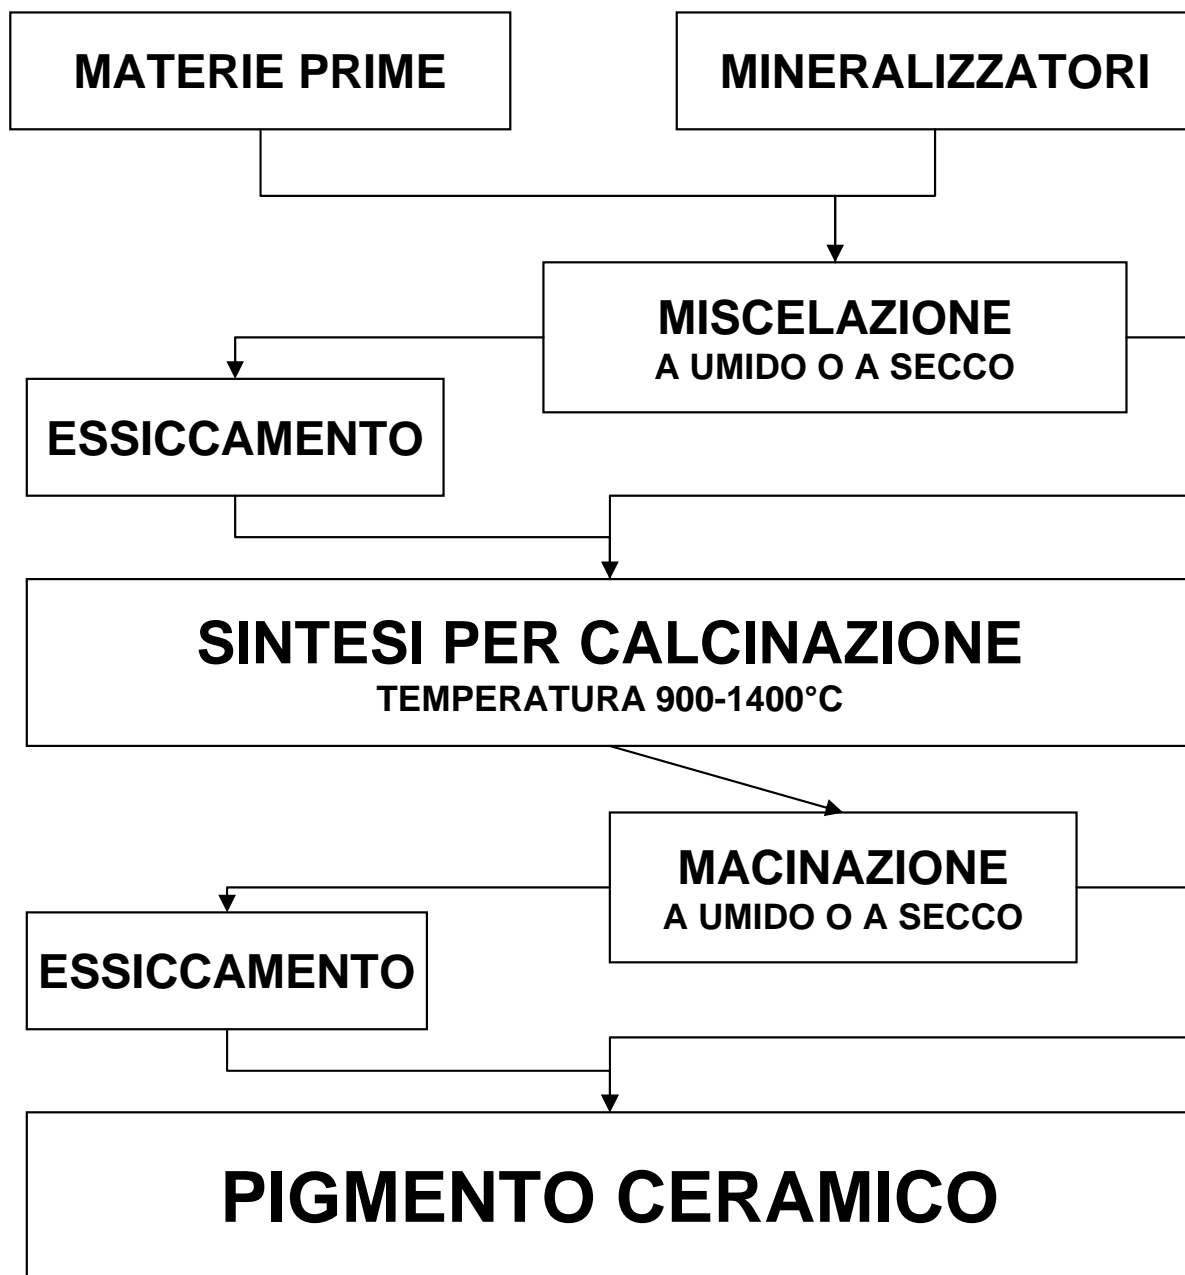 MATERIE PRIME
MINERALIZZATORI
MISCELAZIONE
A UMIDO O A SECCO
ESSICCAMENTO
SINTESI PER CALCINAZIONE
TEMPERATURA 900-1400°C
MACINAZIONE
A UMIDO O A SECCO
ESSICCAMENTO
PIGMENTO CERAMICO